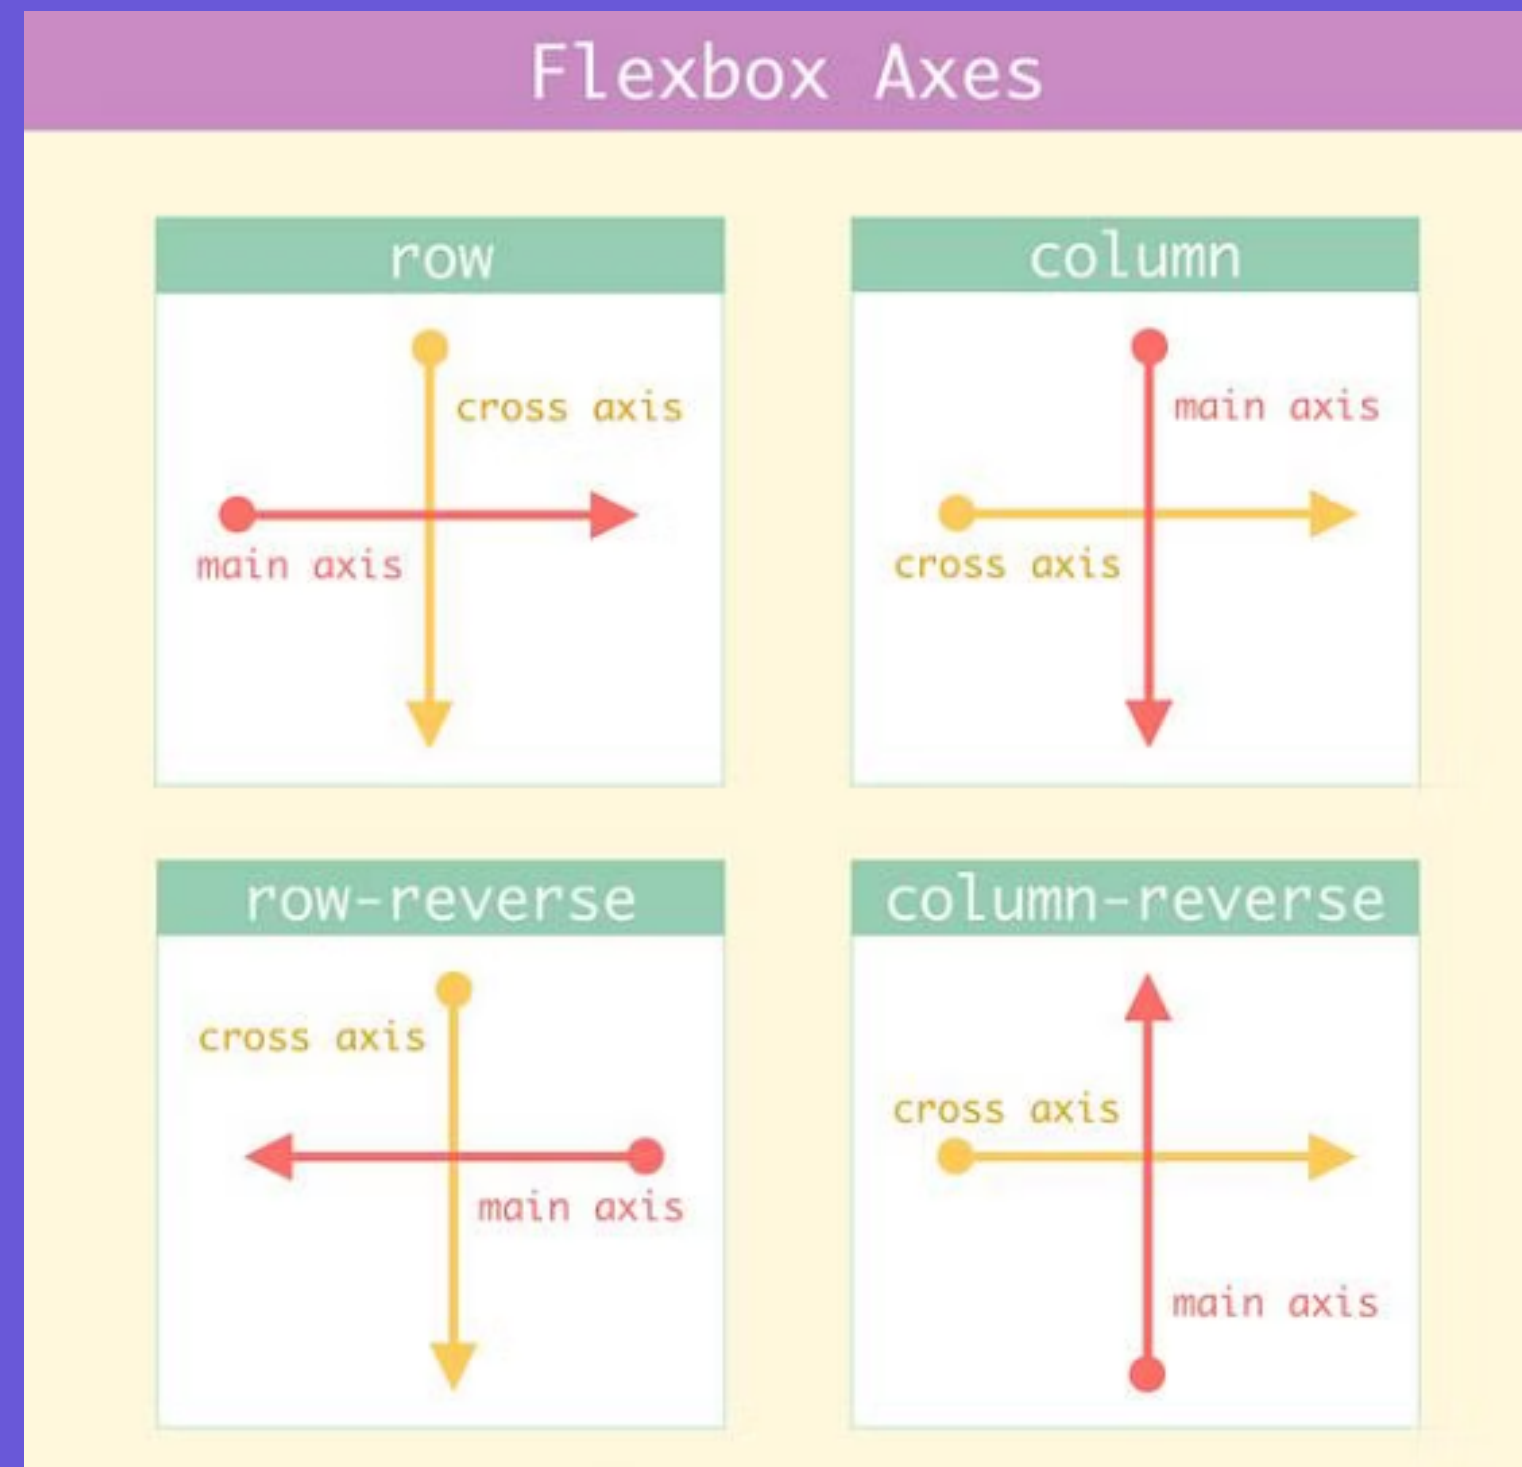 Flexbox Axes
row
cross axis
main axis
column
main axis
cross axis
row-reverse
cross axis
main axis
column-reverse
cross axis
main axis